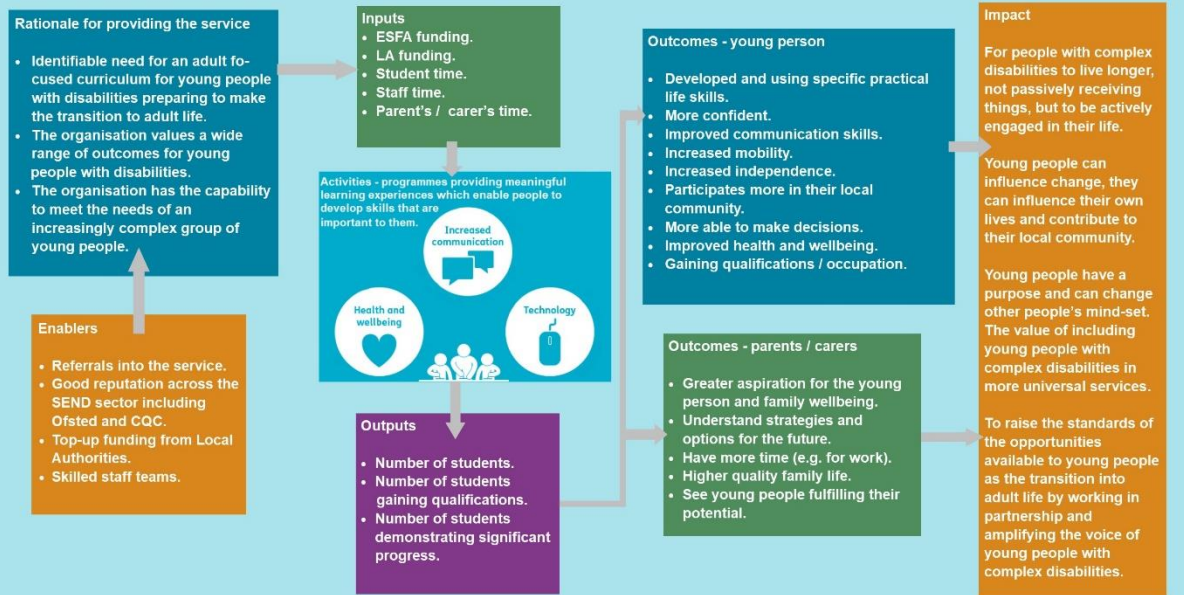 Rationale for providing the service
• Identifiable need for an adult fo-
cused curriculum for young people
with disabilities preparing to make
the transition to adult life.
• The organisation values a wide
range of outcomes for young
people with disabilities.
• The organisation has the capability
to meet the needs of an
increasingly complex group of
young people.
Enablers
• Referrals into the service.
• Good reputation across the
SEND sector including
Ofsted and CQC.
• Top-up funding from Local
Authorities.
• Skilled staff teams.
Inputs
• ESFA funding.
• LA funding.
• Student time.
• Staff time.
• Parent's / carer's time.
Activities - programmes providing meaningful
learning experiences which enable people to
develop skills that are
important to them.
Increased
communication
Health and
wellbeing
Technology
Outputs
• Number of students.
• Number of students
gaining qualifications.
• Number of students
demonstrating significant
progress.
Outcomes - young person
• Developed and using specific practical
life skills.
• More confident.
• Improved communication skills.
• Increased mobility.
• Increased independence.
• Participates more in their local
community.
• More able to make decisions.
• Improved health and wellbeing.
• Gaining qualifications / occupation.
Outcomes - parents / carers
• Greater aspiration for the young
person and family wellbeing.
• Understand strategies and
options for the future.
• Have more time (e.g. for work).
• Higher quality family life.
• See young people fulfilling their
potential.
Impact
For people with complex
disabilities to live longer,
not passively receiving
things, but to be actively
engaged in their life.
Young people can
influence change, they
can influence their own
lives and contribute to
their local community.
Young people have a
purpose and can change
other people's mind-set.
The value of including
young people with
complex disabilities in
more universal services.
To raise the standards of
the opportunities
available to young people
as the transition into
adult life by working in
partnership and
amplifying the voice of
young people with
complex disabilities.